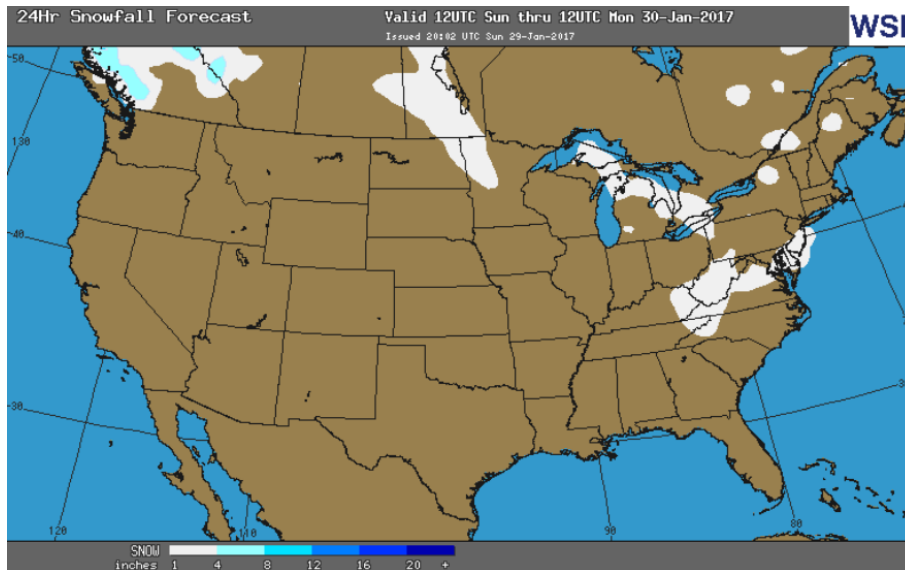 24Hr Snowfall Forecast
Valid 12UTC Sun thru 12UTC Mon 30-Jan-2017
Issued 20:02 UTC Sun 29-Jan-2017
WSI
50
130
40
30
120
110
90
80
SNOW
inches 1 4 8 12 16 20 +